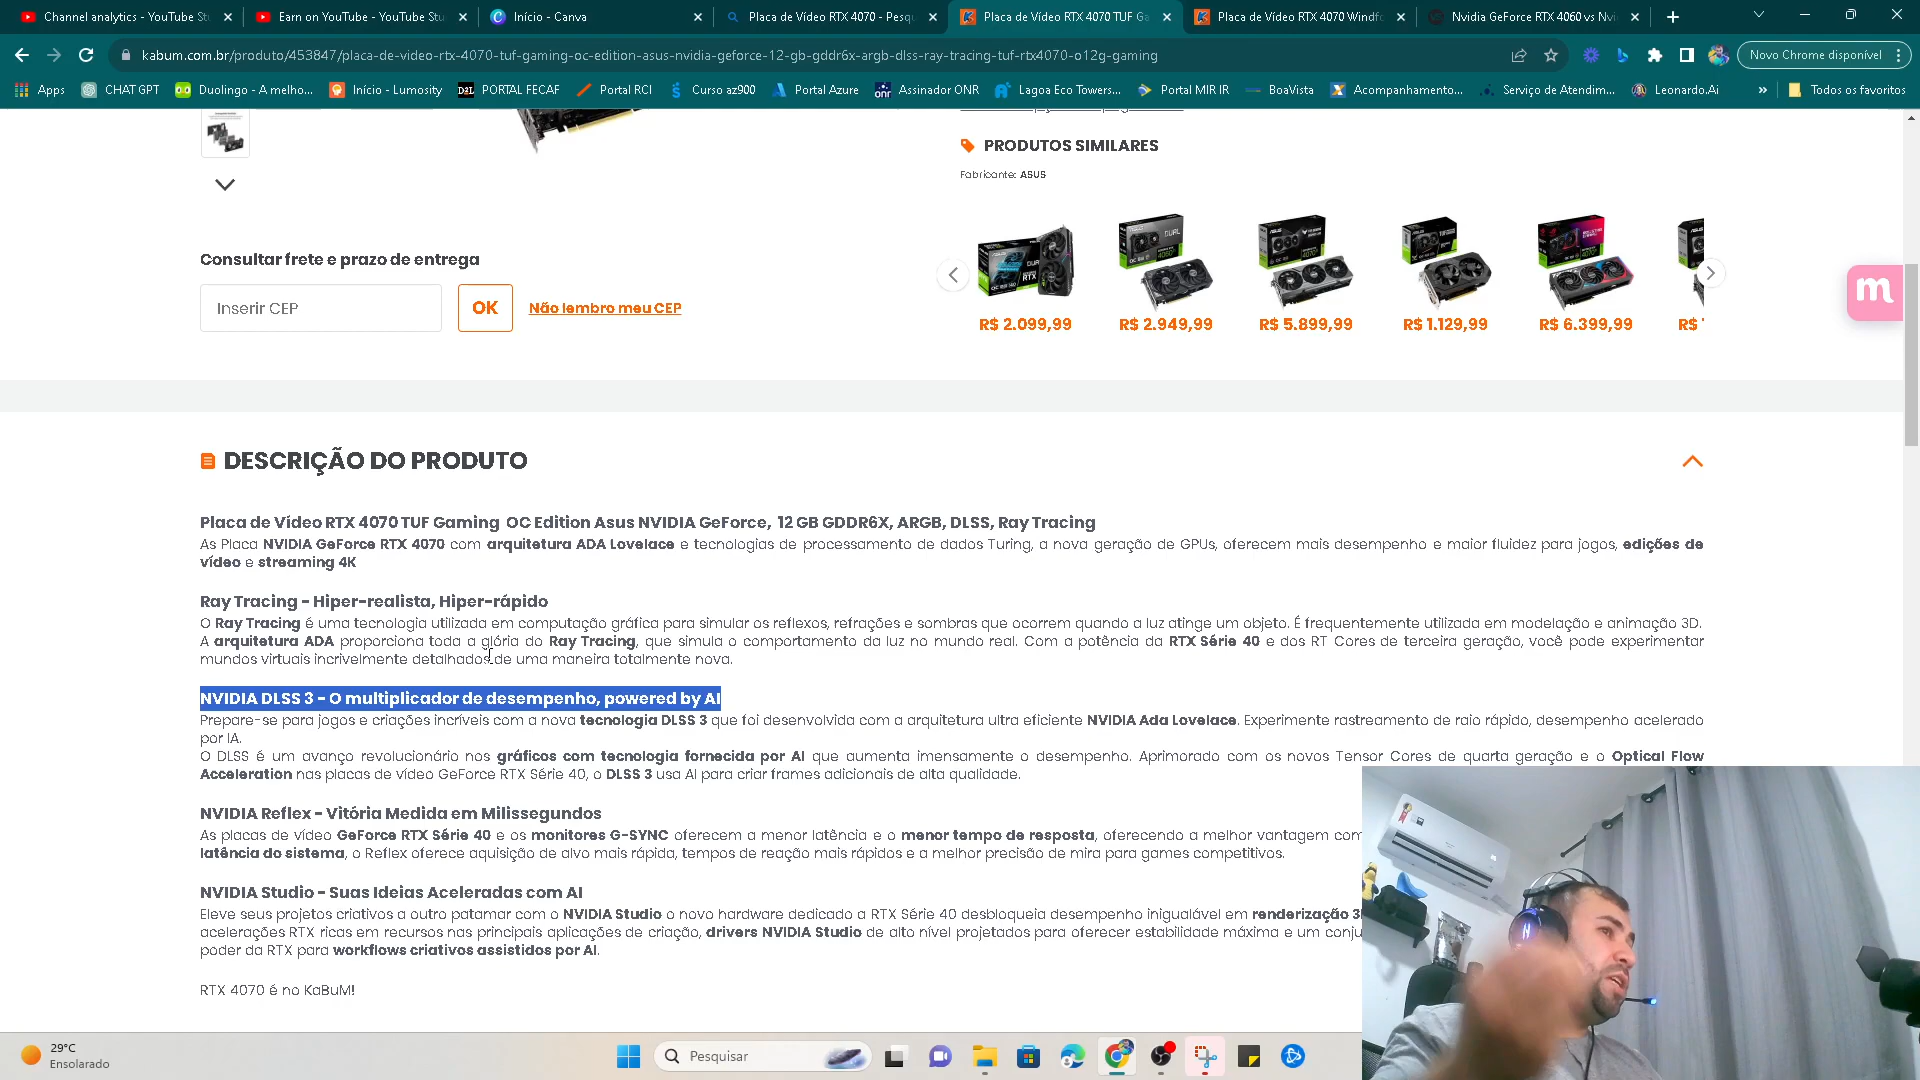 Channel analytics - YouTube St
Earn on YouTube - YouTube Stu
Início - Canva
Placa de Vídeo RTX 4070 - Pesq
Placa de Vídeo RTX 4070 TUF Ga
Placa de Vídeo RTX 4070 Windfo
Nvidia GeForce RTX 4060 vs Nvi
kabum.com.br/produto/453847/placa-de-video-rtx-4070-tuf-gaming-oc-edition-asus-nvidia-geforce-12-gb-gddr6x-argb-dlss-ray-tracing-tuf-rtx4070-o12g-gaming
Novo Chrome disponível
Apps
CHAT GPT
Duolingo - A melho...
Início - Lumosity
D2L PORTAL FECAF
Portal RCI
Curso az900
Portal Azure
onr Assinador ONR
Lagoa Eco Towers...
Portal MIR IR
BoaVista
Acompanhamento...
Serviço de Atendim...
Leonardo.Ai
»
Todos os favoritos
PRODUTOS SIMILARES
Fabricante: ASUS
R$ 2.099,99
R$ 2.949,99
R$ 5.899,99
R$ 1.129,99
R$ 6.399,99
R$
m
Consultar frete e prazo de entrega
Inserir CEP
OK
Não lembro meu CEP
DESCRIÇÃO DO PRODUTO
Placa de Vídeo RTX 4070 TUF Gaming OC Edition Asus NVIDIA GeForce, 12 GB GDDR6X, ARGB, DLSS, Ray Tracing
As Placa NVIDIA GeForce RTX 4070 com arquitetura ADA Lovelace e tecnologias de processamento de dados Turing, a nova geração de GPUs, oferecem mais desempenho e maior fluidez para jogos, edições de
vídeo e streaming 4K
Ray Tracing - Hiper-realista, Hiper-rápido
O Ray Tracing é uma tecnologia utilizada em computação gráfica para simular os reflexos, refrações e sombras que ocorrem quando a luz atinge um objeto. É frequentemente utilizada em modelação e animação 3D.
A arquitetura ADA proporciona toda a glória do Ray Tracing, que simula o comportamento da luz no mundo real. Com a potência da RTX Série 40 e dos RT Cores de terceira geração, você pode experimentar
mundos virtuais incrivelmente detalhados de uma maneira totalmente nova.
NVIDIA DLSS 3 - O multiplicador de desempenho, powered by AI
Prepare-se para jogos e criações incríveis com a nova tecnologia DLSS 3 que foi desenvolvida com a arquitetura ultra eficiente NVIDIA Ada Lovelace. Experimente rastreamento de raio rápido, desempenho acelerado
por IA.
O DLSS é um avanço revolucionário nos gráficos com tecnologia fornecida por AI que aumenta imensamente o desempenho. Aprimorado com os novos Tensor Cores de quarta geração e o Optical Flow
Acceleration nas placas de vídeo GeForce RTX Série 40, o DLSS 3 usa AI para criar frames adicionais de alta qualidade.
NVIDIA Reflex - Vitória Medida em Milissegundos
As placas de vídeo GeForce RTX Série 40 e os monitores G-SYNC oferecem a menor latência e o menor tempo de resposta, oferecendo a melhor vantagem com
latência do sistema, o Reflex oferece aquisição de alvo mais rápida, tempos de reação mais rápidos e a melhor precisão de mira para games competitivos.
NVIDIA Studio - Suas Ideias Aceleradas com AI
Eleve seus projetos criativos a outro patamar com o NVIDIA Studio o novo hardware dedicado a RTX Série 40 desbloqueia desempenho inigualável em renderização 3
acelerações RTX ricas em recursos nas principais aplicações de criação, drivers NVIDIA Studio de alto nível projetados para oferecer estabilidade máxima e um conju
poder da RTX para workflows criativos assistidos por AI.
RTX 4070 é no KaBuM!
29°C
Ensolarado
Pesquisar